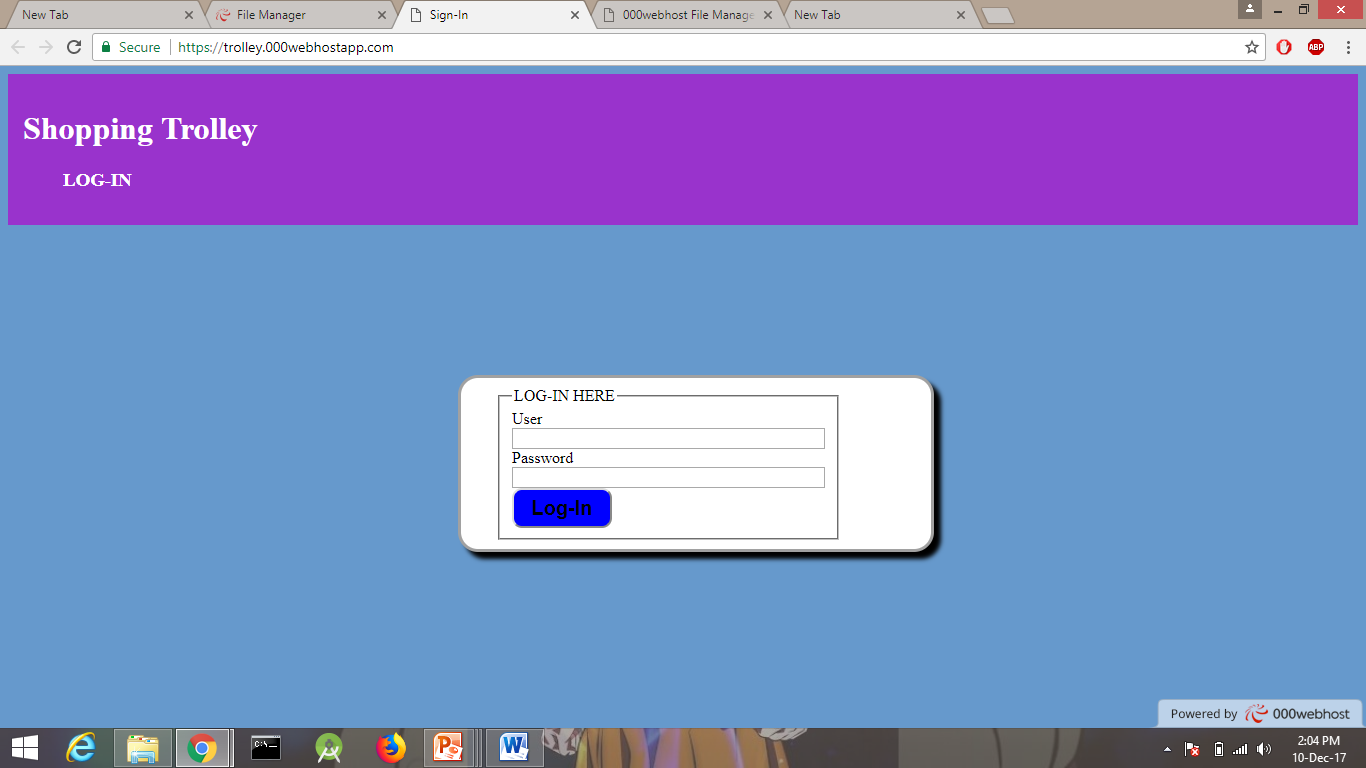 New Tab
File Manager
Sign-In
000webhost File Manage
New Tab
Secure
https://trolley.000webhostapp.com
ABP
Shopping Trolley
LOG-IN
LOG-IN HERE
User
Password
Log-In
Powered by 000webhost
C:\
2:04 PM
10-Dec-17